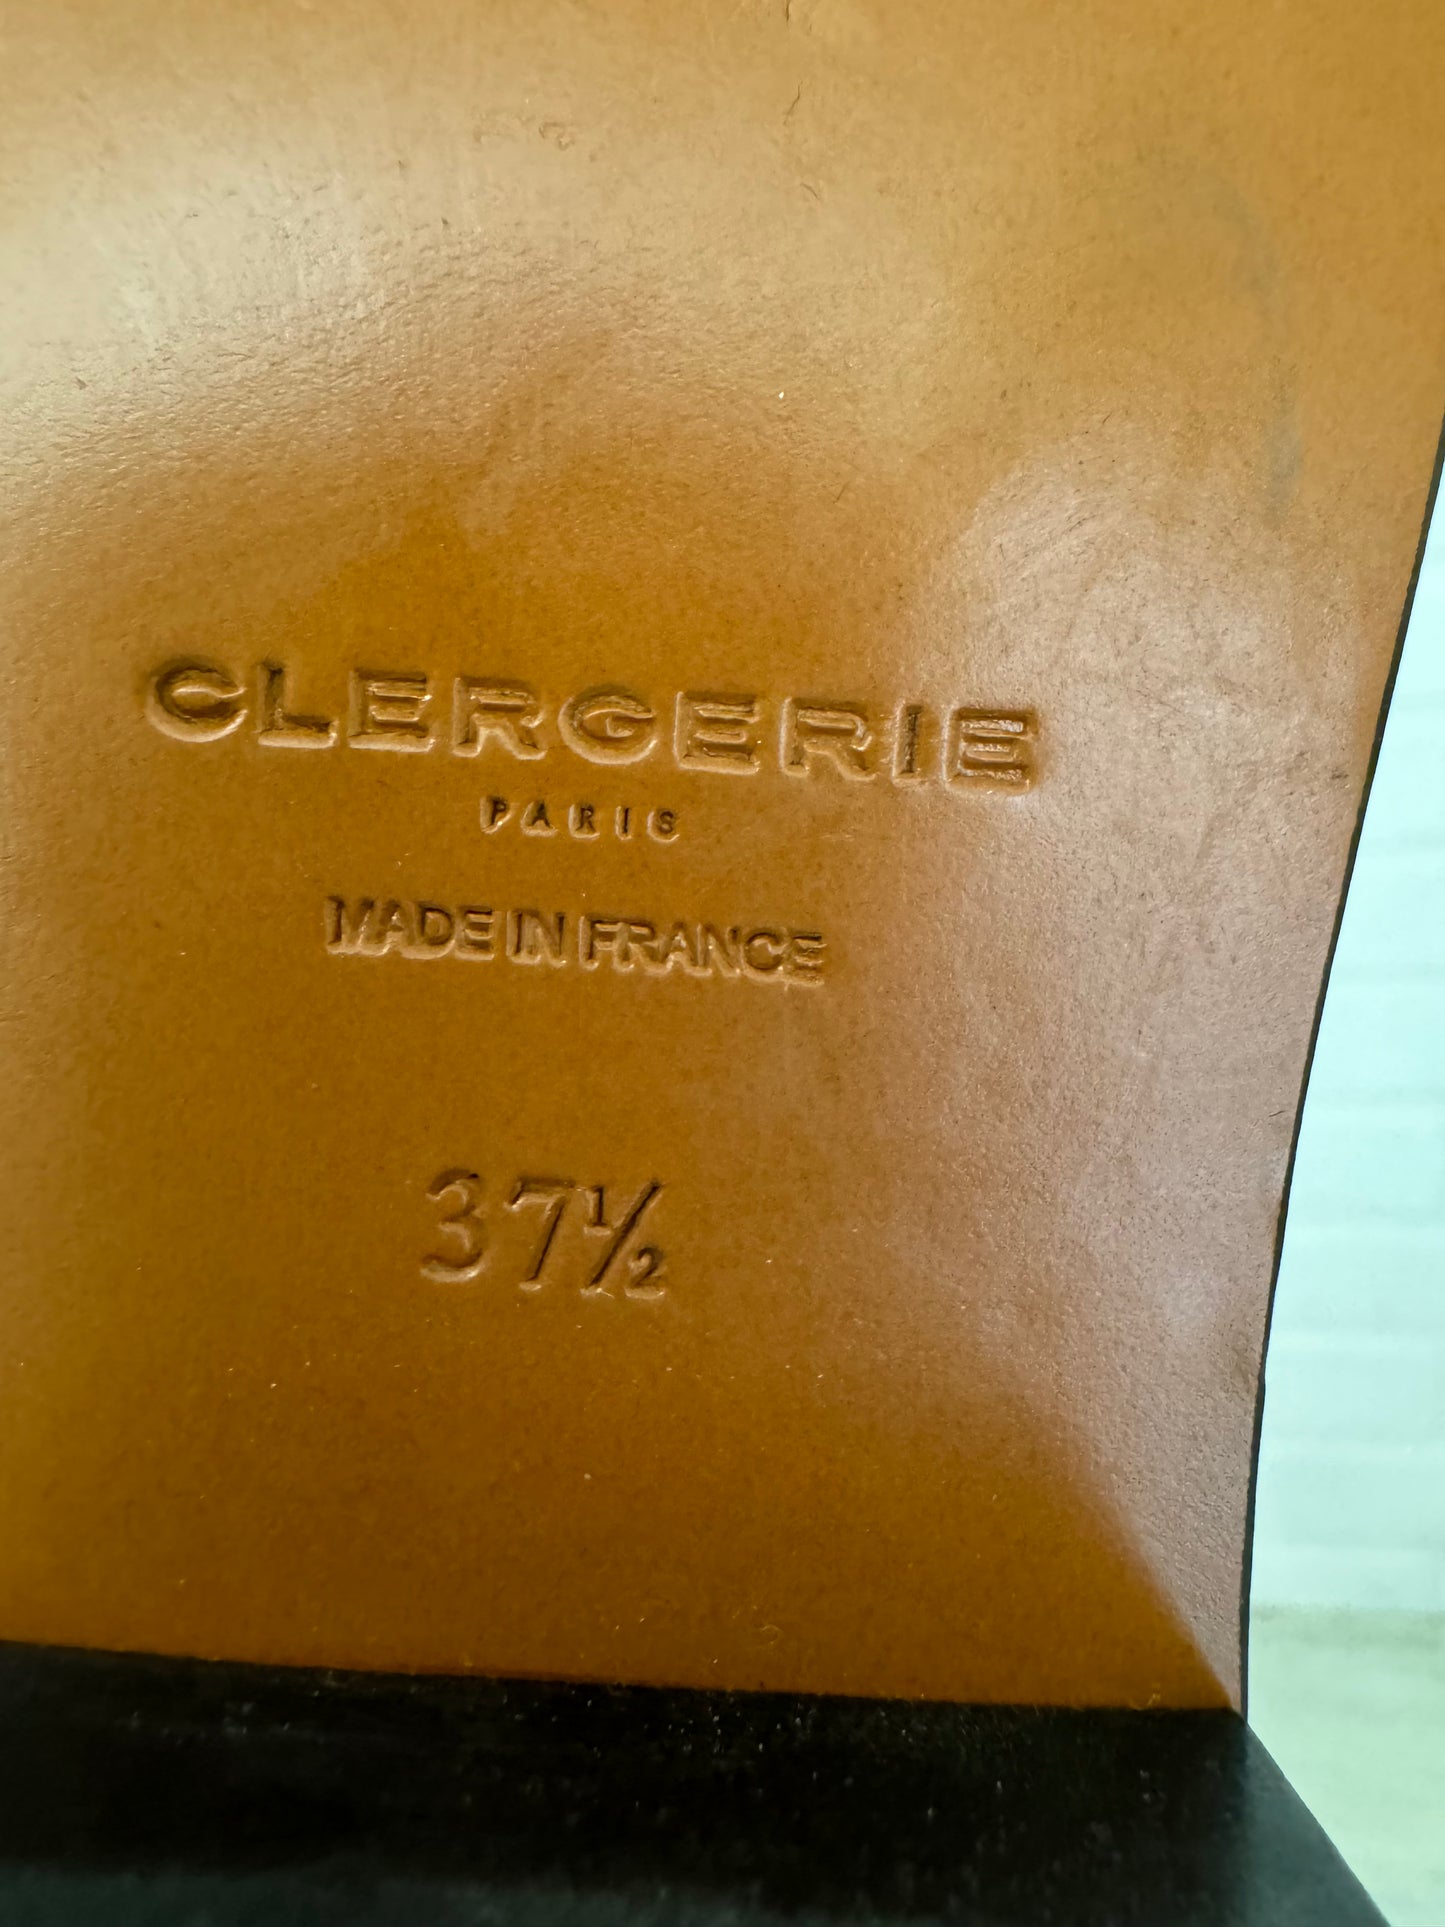 CLERGERIE
PARIS
MADE IN FRANCE
37½